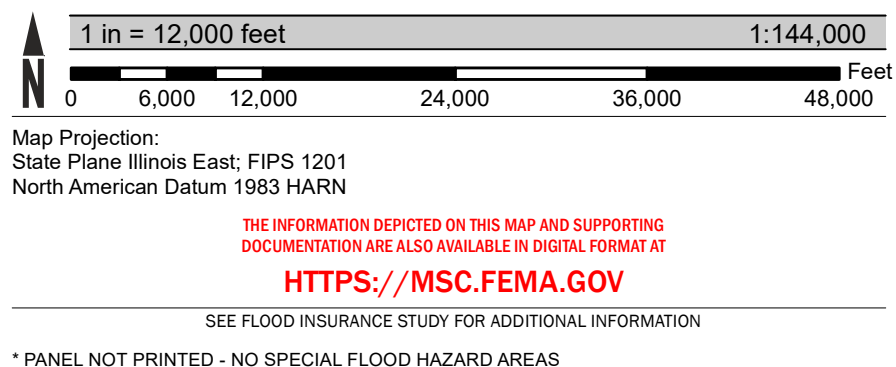 1 in = 12,000 feet 1:144,000
Feet
N
0 6,000 12,000 24,000 36,000 48,000
Map Projection:
State Plane Illinois East; FIPS 1201
North American Datum 1983 HARN
THE INFORMATION DEPICTED ON THIS MAP AND SUPPORTING
DOCUMENTATION ARE ALSO AVAILABLE IN DIGITAL FORMAT AT
HTTPS://MSC.FEMA.GOV
SEE FLOOD INSURANCE STUDY FOR ADDITIONAL INFORMATION
* PANEL NOT PRINTED - NO SPECIAL FLOOD HAZARD AREAS